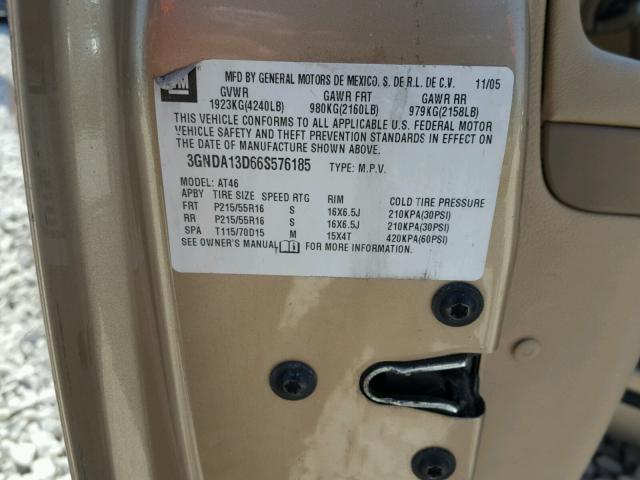 GM
MFD BY GENERAL MOTORS DE MEXICO. S. DE R.L. DE C.V. 11/05
GVWR GAWR FRT GAWR RR
1923KG(4240LB) 980KG(2160LB) 979KG(2158LB)
THIS VEHICLE CONFORMS TO ALL APPLICABLE U.S. FEDERAL MOTOR
VEHICLE SAFETY AND THEFT PREVENTION STANDARDS IN EFFECT ON
THE DATE OF MANUFACTURE SHOWN ABOVE.
3GNDA13D66S576185 TYPE: M.P.V.
MODEL: AT46
APBY TIRE SIZE SPEED RTG RIM COLD TIRE PRESSURE
FRT P215/55R16 S 16X6.5J 210KPA(30PSI)
RR P215/55R16 S 16X6.5J 210KPA(30PSI)
SPA T115/70D15 M 15X4T 420KPA(60PSI)
SEE OWNER'S MANUAL FOR MORE INFORMATION.